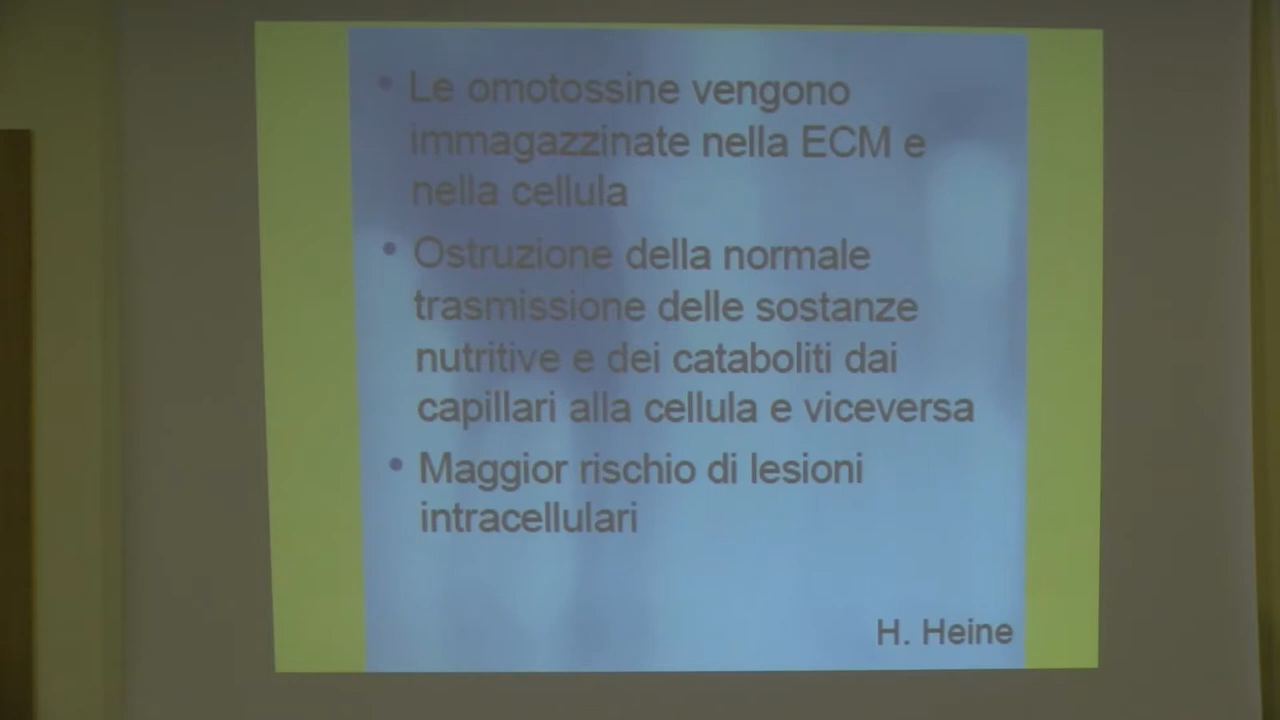 • Le omotossine vengono
immagazzinate nella ECM e
nella cellula
• Ostruzione della normale
trasmissione delle sostanze
nutritive e dei cataboliti dai
capillari alla cellula e viceversa
• Maggior rischio di lesioni
intracellulari
H. Heine